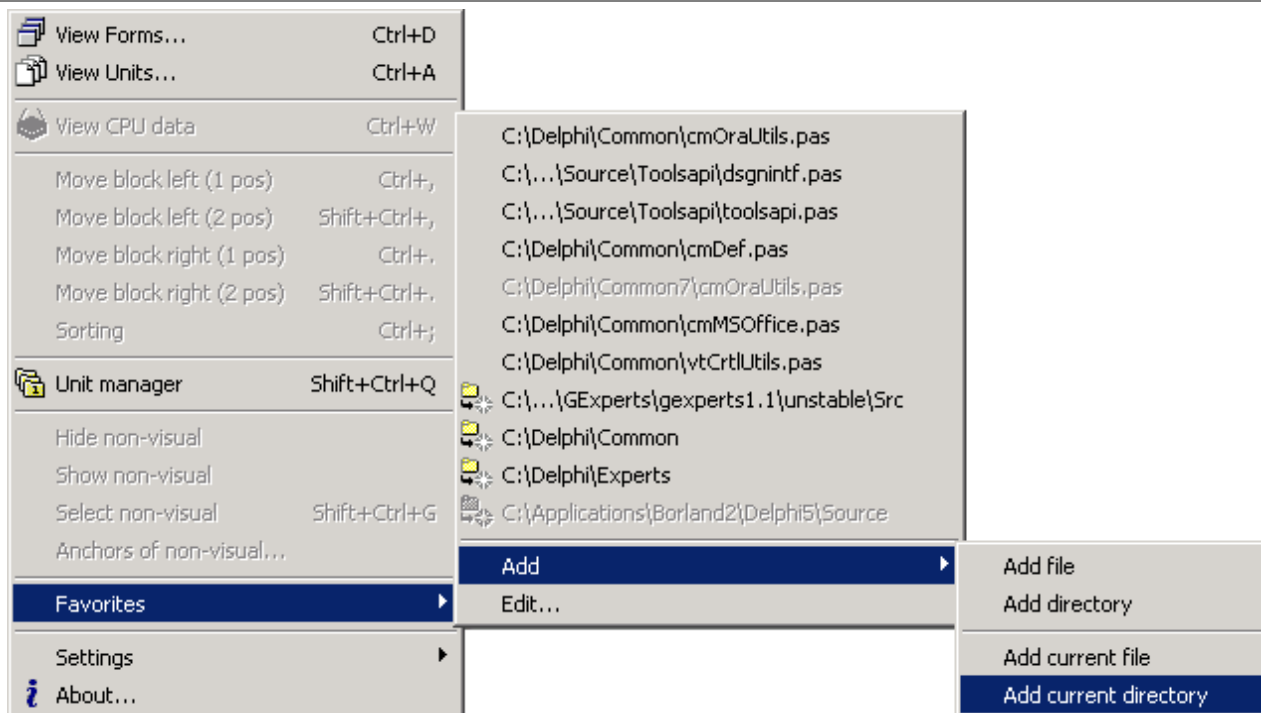 View Forms... Ctrl+D
View Units... Ctrl+A
View CPU data Ctrl+W
Move block left (1 pos) Ctrl+,
Move block left (2 pos) Shift+Ctrl+,
Move block right (1 pos) Ctrl+.
Move block right (2 pos) Shift+Ctrl+.
Sorting Ctrl+;
Unit manager Shift+Ctrl+Q
Hide non-visual
Show non-visual
Select non-visual Shift+Ctrl+G
Anchors of non-visual...
Favorites
Settings
About...
C:\Delphi\Common\cmOraUtils.pas
C:\...\Source\Toolsapi\dsgnintf.pas
C:\...\Source\Toolsapi\toolsapi.pas
C:\Delphi\Common\cmDef.pas
C:\Delphi\Common7\cmOraUtils.pas
C:\Delphi\Common\cmMSOffice.pas
C:\Delphi\Common\vtCrtlUtils.pas
C:\...\GExperts\gexperts1.1\unstable\Src
C:\Delphi\Common
C:\Delphi\Experts
C:\Applications\Borland2\Delphi5\Source
Add
Edit...
Add file
Add directory
Add current file
Add current directory